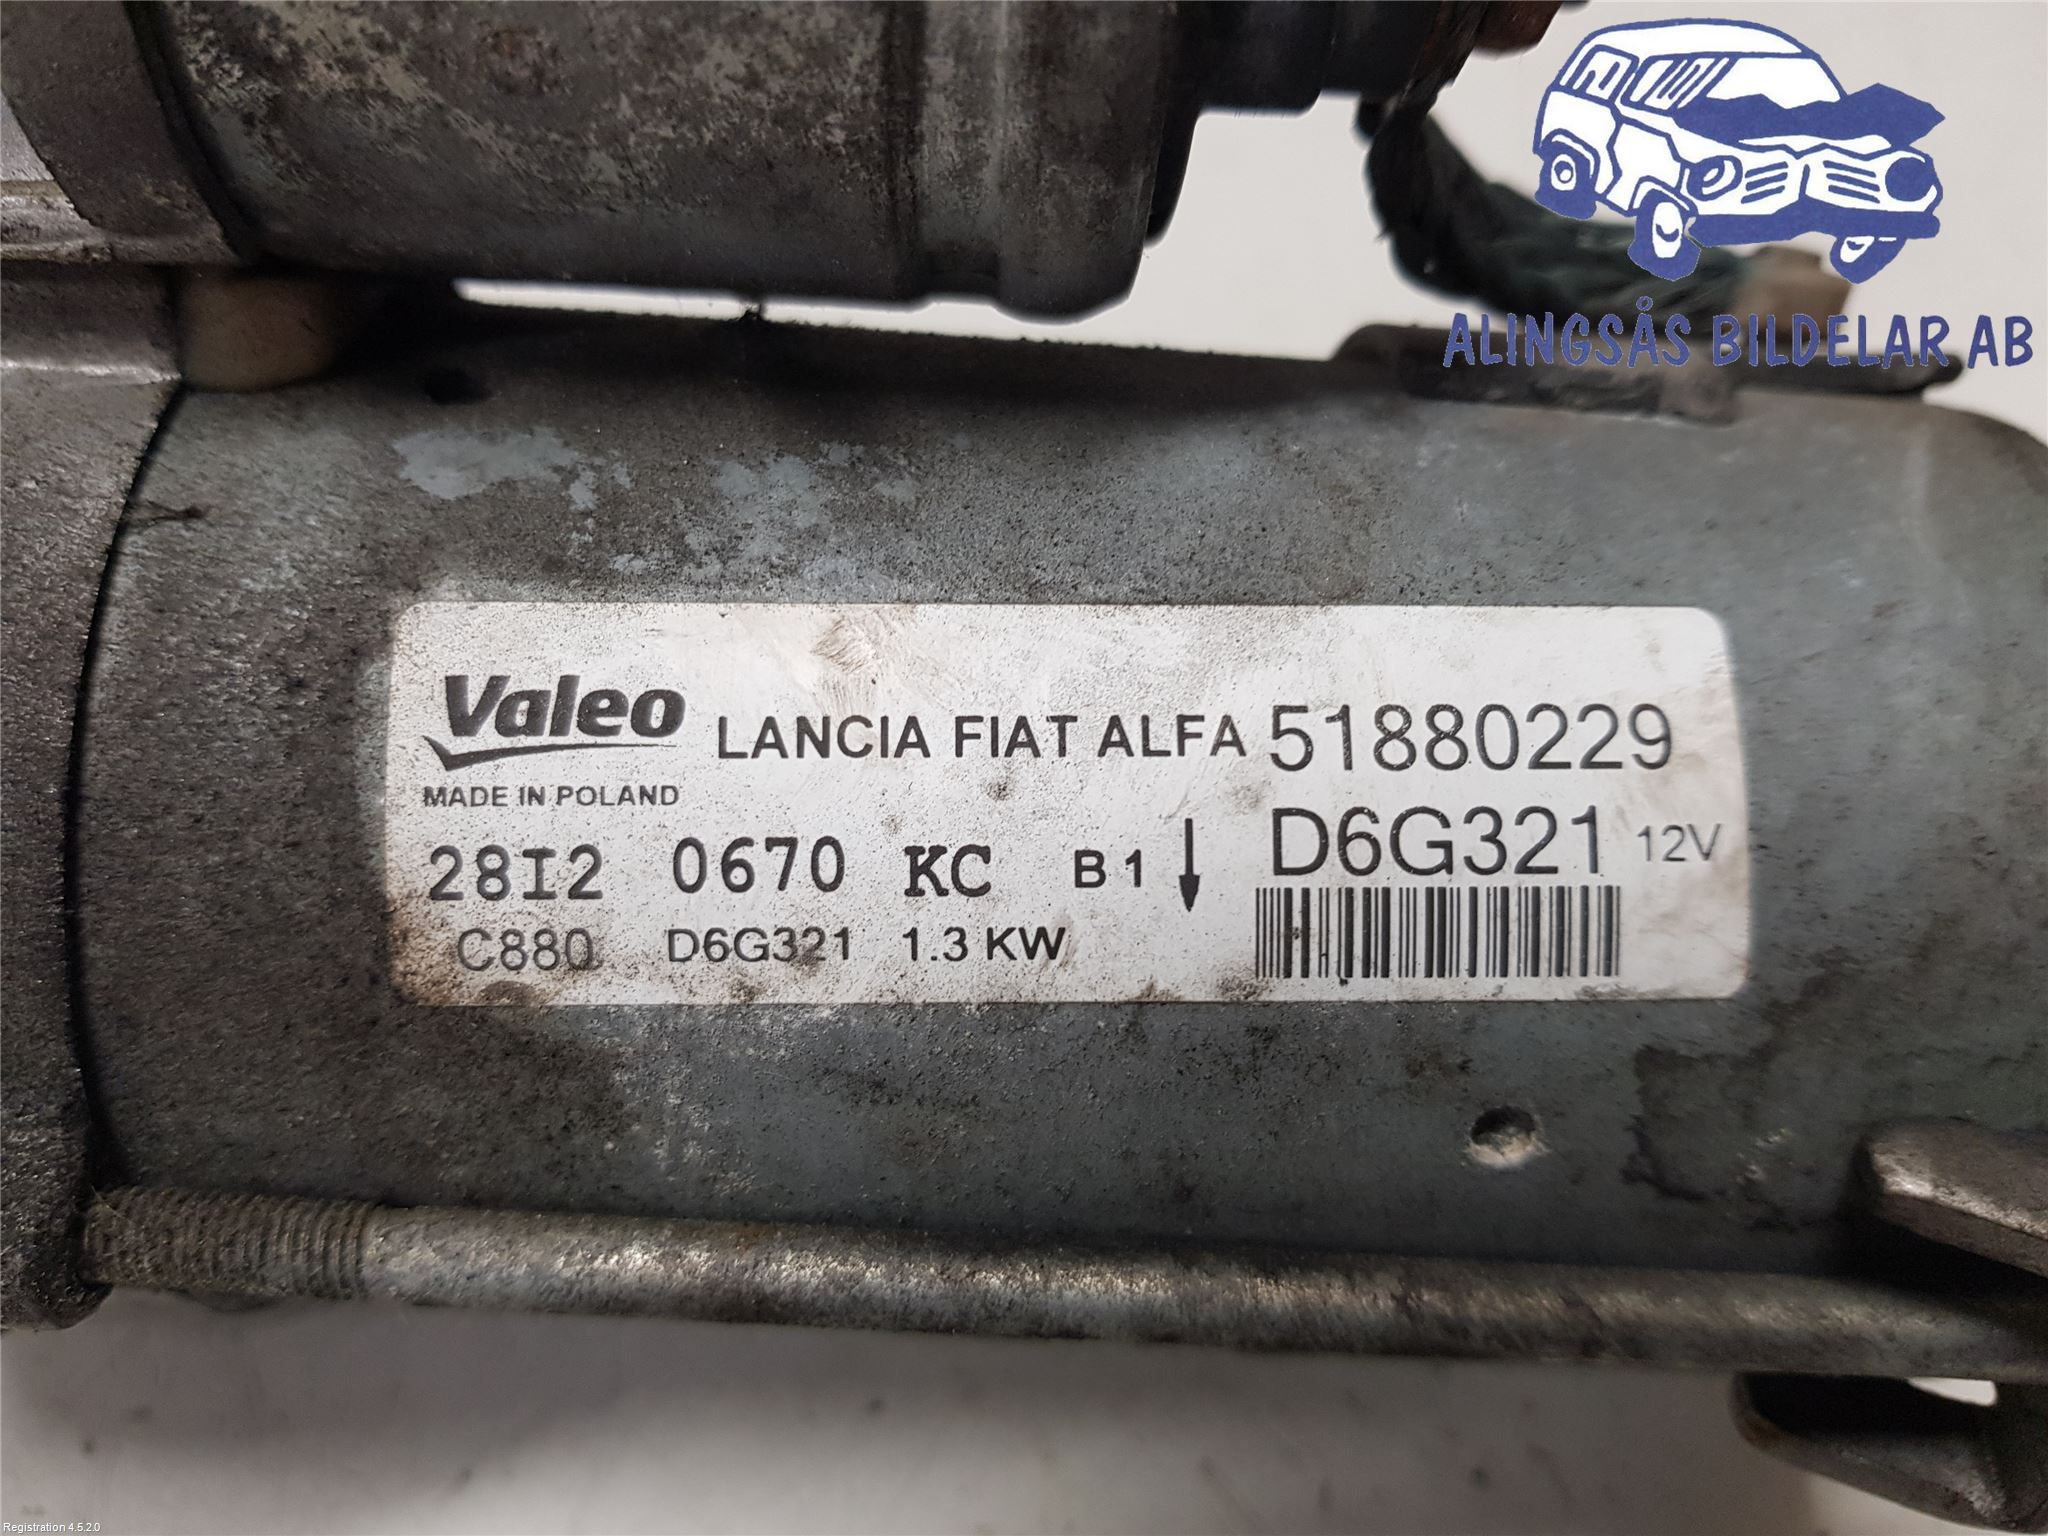 ALINGSÅS BILDELAR AB
Valeo LANCIA FIAT ALFA 51880229
MADE IN POLAND
28I2 0670 KC B1 D6G321 12V
C880 D6G321 1.3 KW
Registration 4.5.2.0